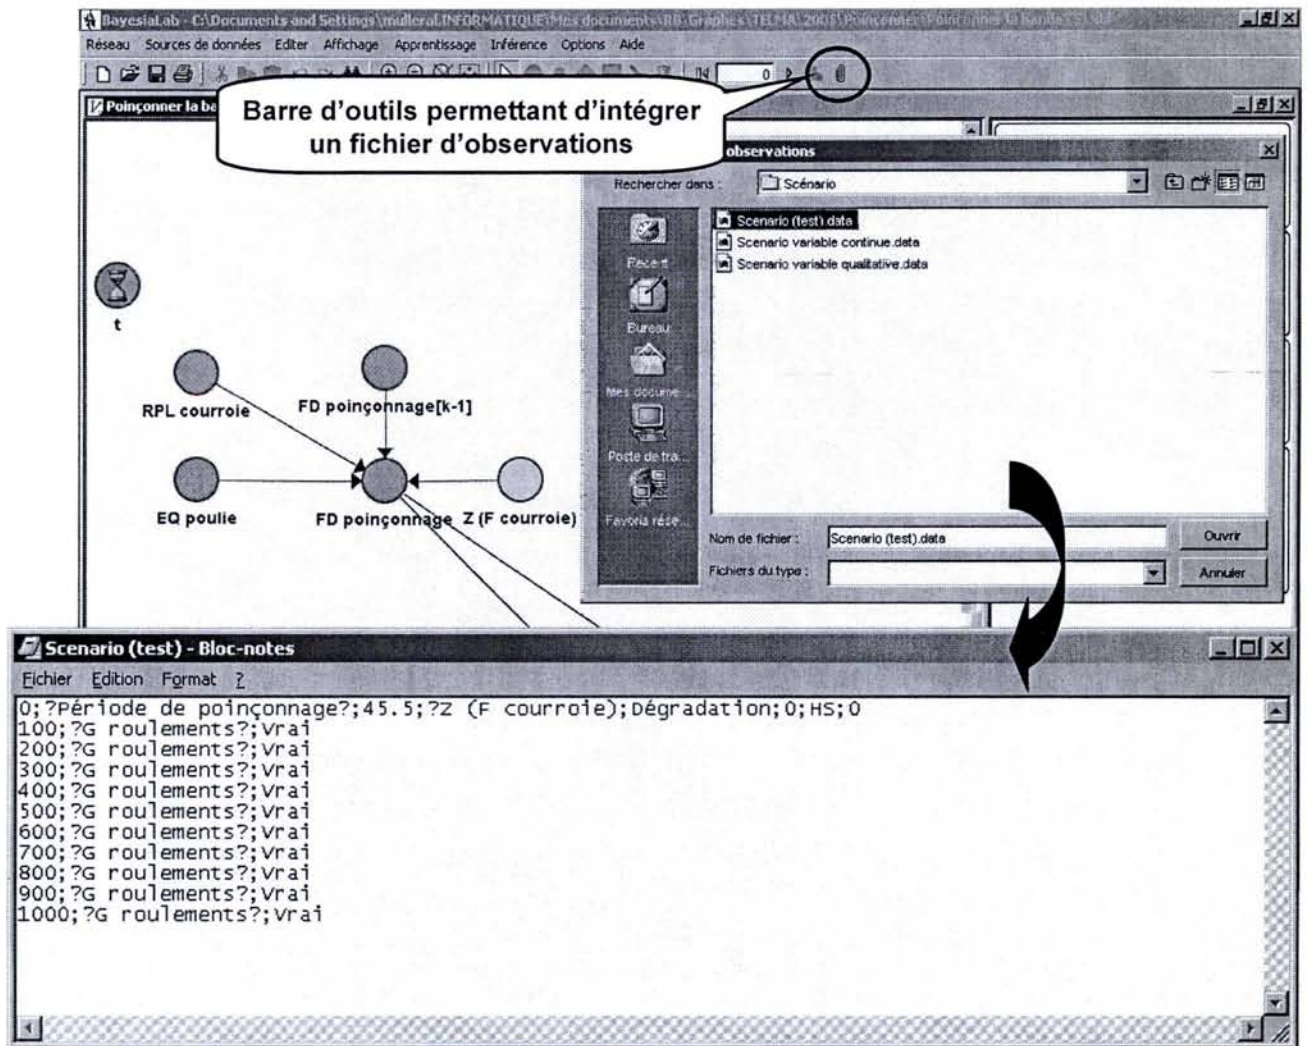 BayesiaLab - C:\Documents and Settings\mulleral.INFORMATIQUE\Mes documents\RB\Graphes\TELMA\2005\Poinçonner\Poinçonner la bande
Réseau Sources de données Editer Affichage Apprentissage Inférence Options Aide
0
Poinçonner la ba
Barre d'outils permettant d'intégrer
un fichier d'observations
observations
Rechercher dans : Scénario
Scenario (test).data
Scenario variable continue.data
Scenario variable qualitative.data
Recent
Bureau
Mes docume...
Poste de tra...
Favoris rése...
t
RPL courroie
FD poinçonnage[k-1]
EQ poulie
FD poinçonnage
Z (F courroie)
Nom de fichier : Scenario (test).data Ouvrir
Fichiers du type : Annuler
Scenario (test) - Bloc-notes
Fichier Edition Format ?
0;?Période de poinçonnage?;45.5;?Z (F courroie);Dégradation;0;HS;0
100;?G roulements?;Vrai
200;?G roulements?;Vrai
300;?G roulements?;Vrai
400;?G roulements?;Vrai
500;?G roulements?;Vrai
600;?G roulements?;Vrai
700;?G roulements?;Vrai
800;?G roulements?;Vrai
900;?G roulements?;Vrai
1000;?G roulements?;Vrai